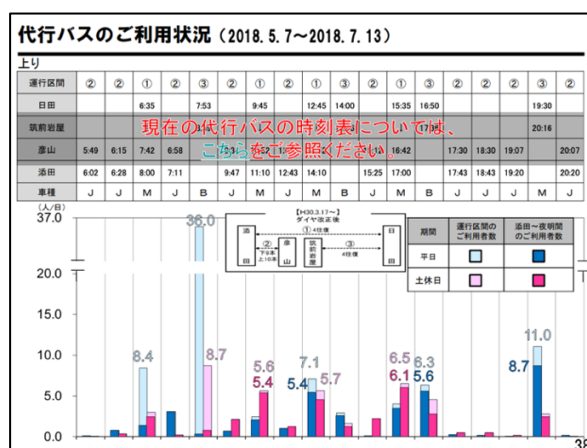 代行バスのご利用状況 (2018.5.7～2018.7.13)
上り
運行区間 ② ② ① ② ③ ② ① ② ① ③ ② ① ③ ② ② ② ③ ②
日田 6:35 7:53 9:45 12:45 14:00 15:35 16:50 19:30
筑前岩屋 20:16
現在の代行バスの時刻表については、
こちらをご参照ください。
彦山 5:49 6:15 7:42 6:58 16:42 17:30 18:30 19:07 20:07
添田 6:02 6:28 8:00 7:11 9:47 11:10 12:43 14:10 15:25 17:00 17:43 18:43 19:20 20:20
車種 J J M J B J M J M B J M B J J J M J
(人/日)
37.0
36.0
【H30.3.17～】
ダイヤ改正後
① 4往復
添田
② 下9本 上10本
彦山
筑前岩屋
③ 4往復
日田
期間 運行区間のご利用者数 添田～夜明間のご利用者数
平日
土休日
20.0
15.0
10.0
5.0
0.0
8.4
8.7
5.6
5.4
5.4
7.1
5.7
6.5
6.1
6.3
5.6
8.7
11.0